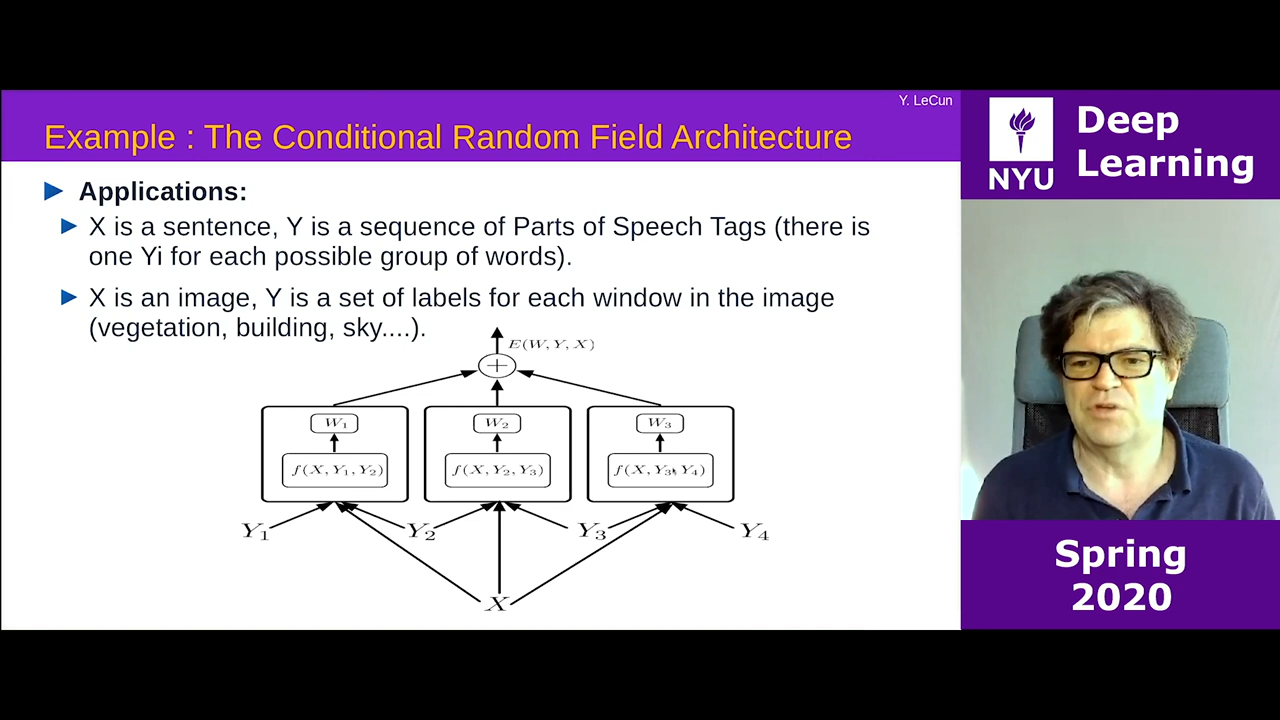 Y. LeCun
Example : The Conditional Random Field Architecture
Applications:
X is a sentence, Y is a sequence of Parts of Speech Tags (there is
one Yi for each possible group of words).
X is an image, Y is a set of labels for each window in the image
(vegetation, building, sky....).
E(W, Y, X)
+
W₁ W₂ W₃
f(X, Y₁, Y₂) f(X, Y₂, Y₃) f(X, Y₃, Y₄)
Y₁ Y₂ Y₃ Y₄
X
NYU
Deep
Learning
Spring
2020